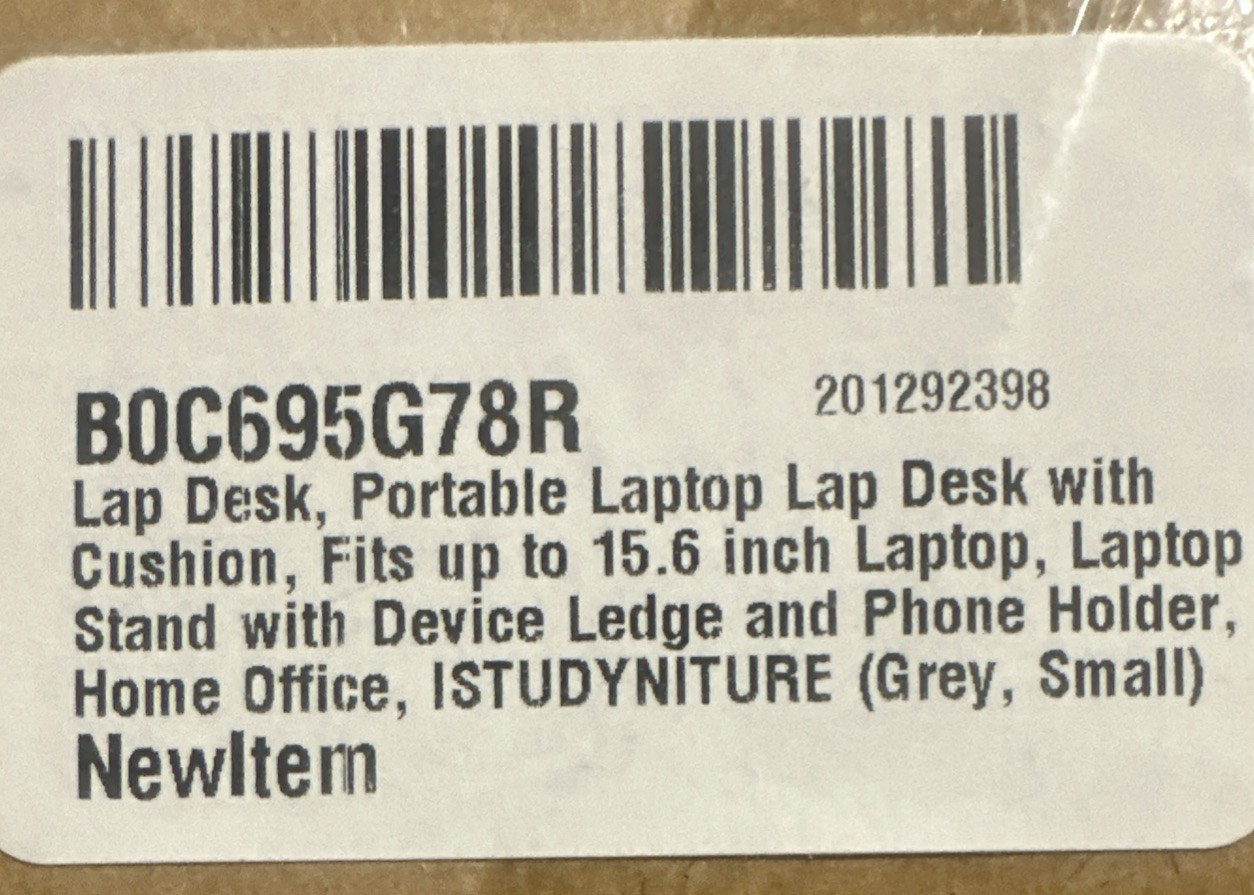 B0C695G78R 201292398
Lap Desk, Portable Laptop Lap Desk with
Cushion, Fits up to 15.6 inch Laptop, Laptop
Stand with Device Ledge and Phone Holder,
Home Office, ISTUDYNITURE (Grey, Small)
NewItem